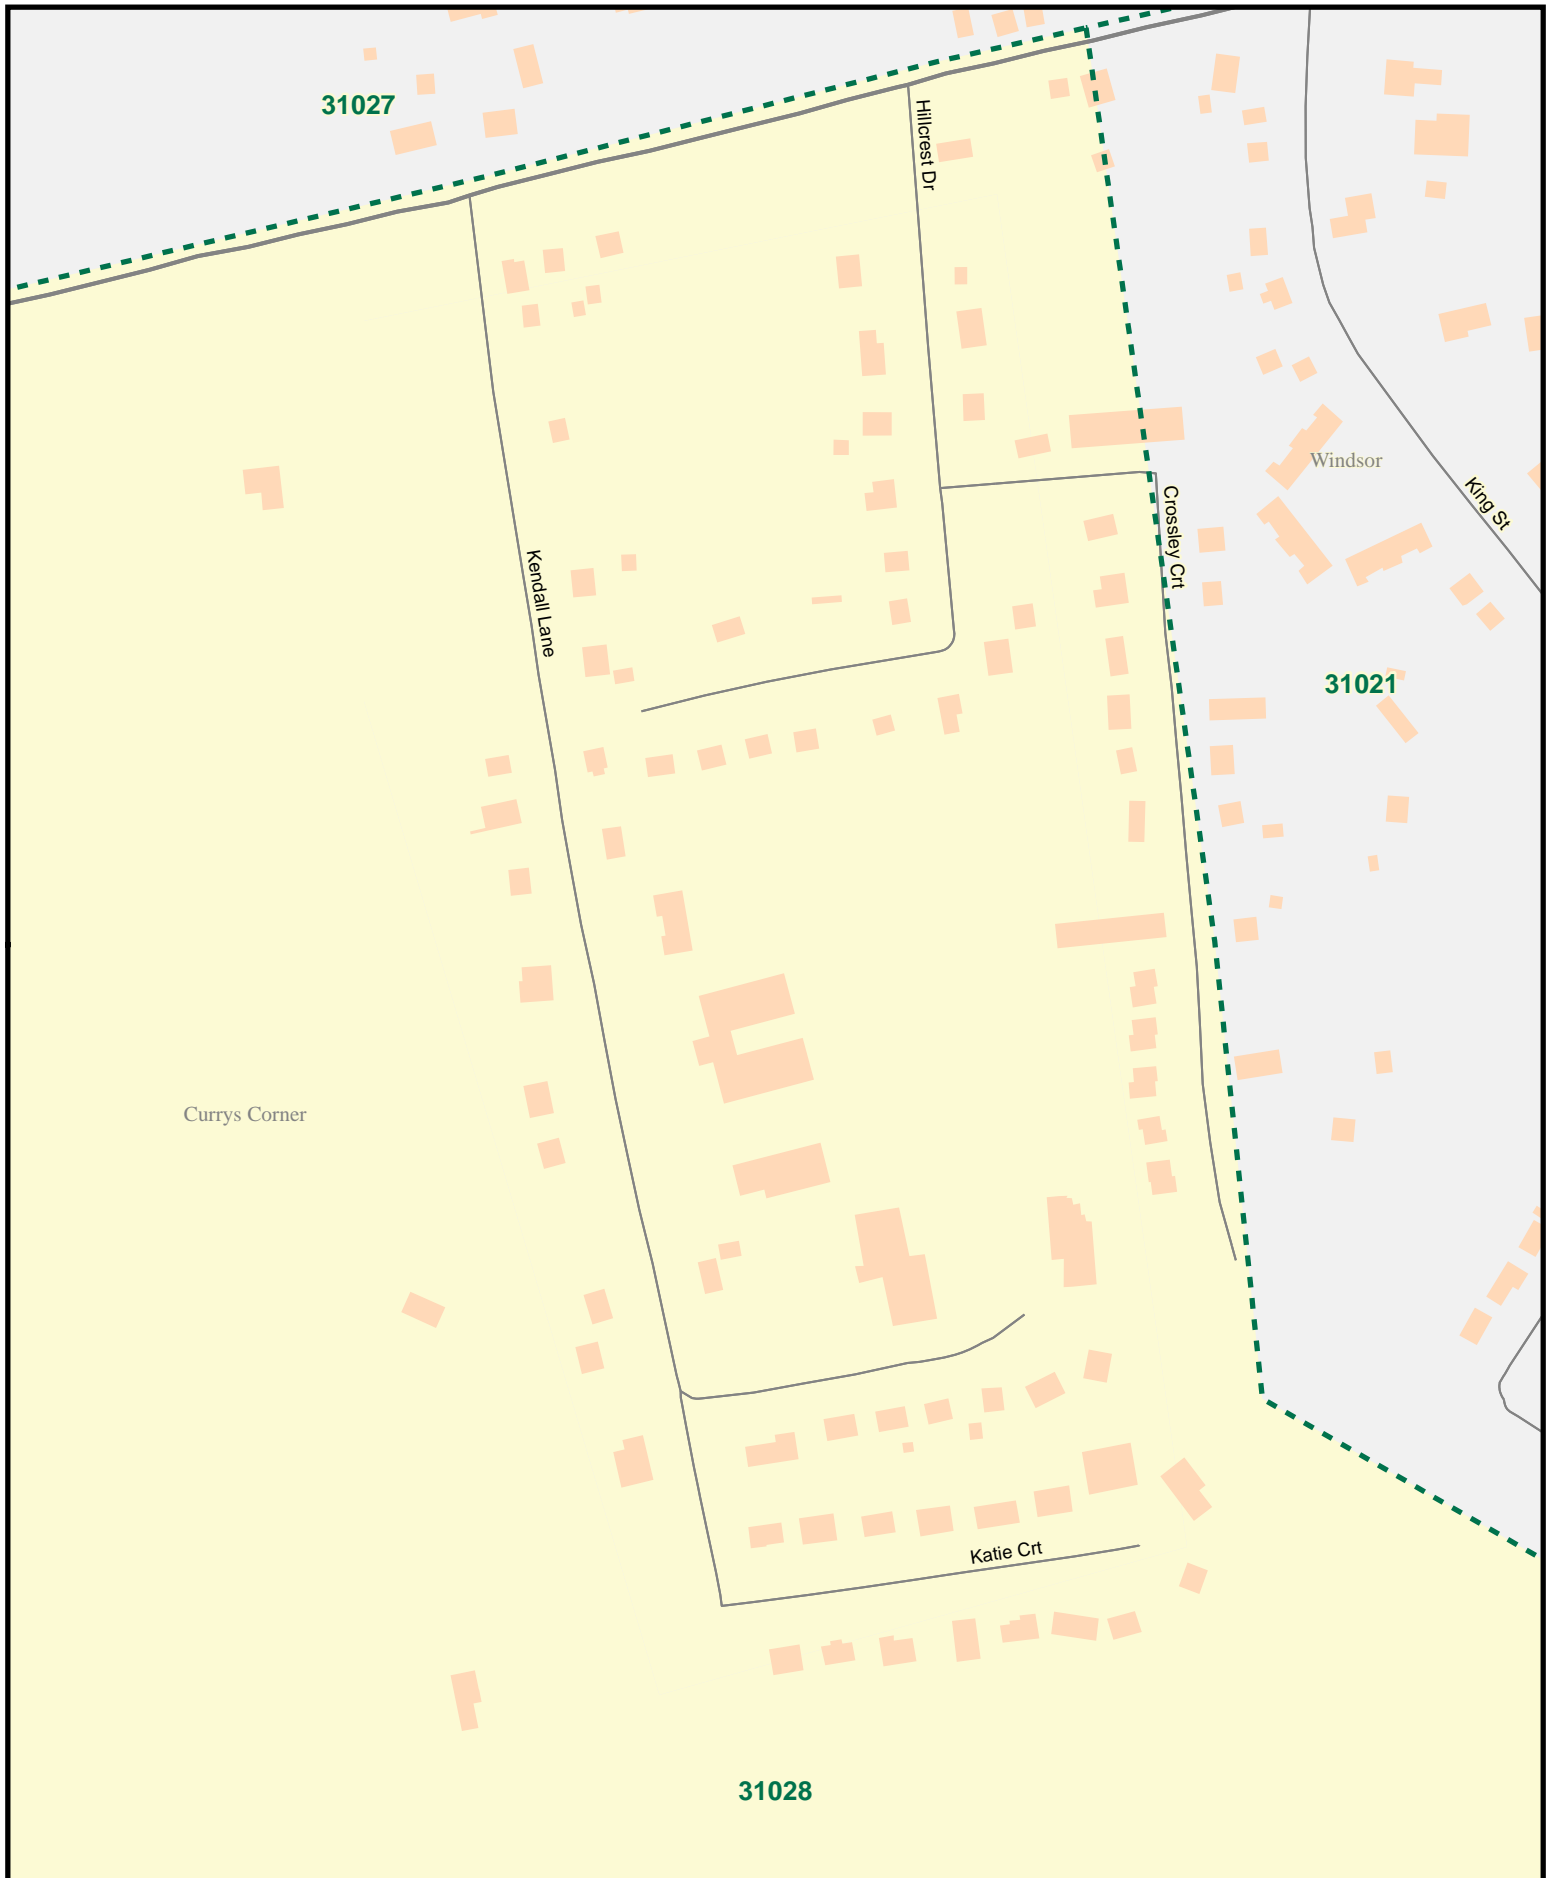 31027
Hillcrest Dr
Windsor
King St
Crossley Crt
Kendall Lane
31021
Currys Corner
Katie Crt
31028